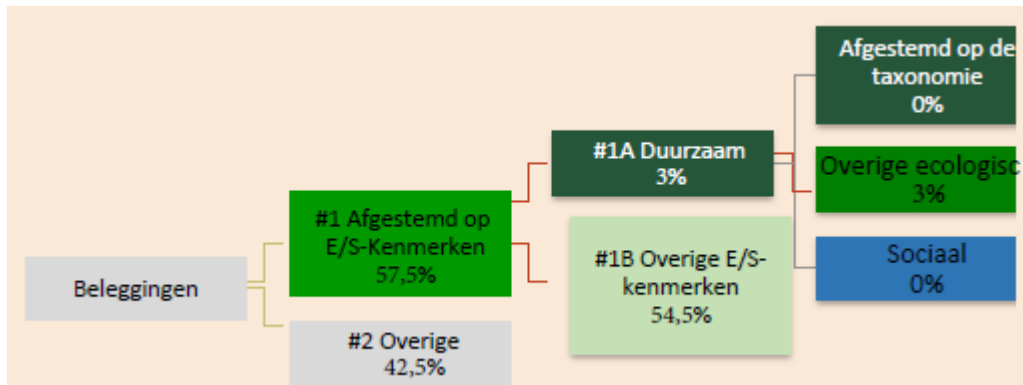 Beleggingen
#1 Afgestemd op
E/S-Kenmerken
57,5%
#2 Overige
42,5%
#1A Duurzaam
3%
#1B Overige E/S-
kenmerken
54,5%
Afgestemd op de
taxonomie
0%
Overige ecologisc
3%
Sociaal
0%